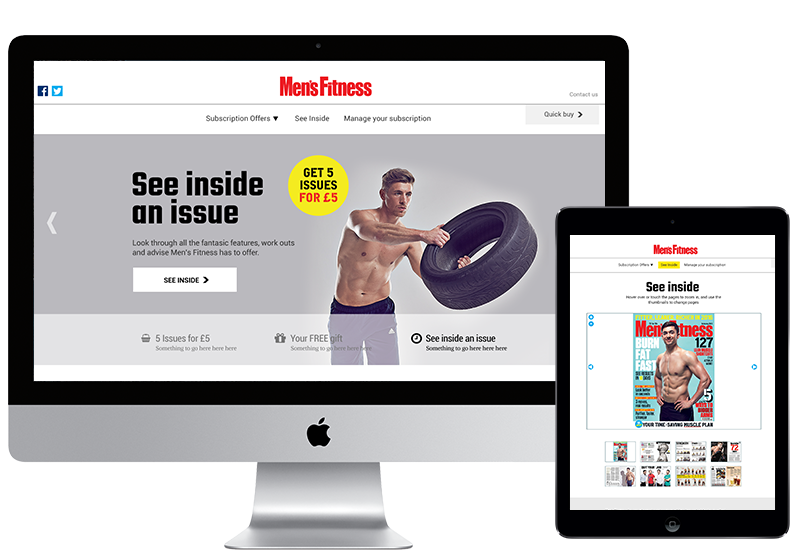 Men'sFitness
Contact us
Subscription Offers ▼ See Inside Manage your subscription
Quick buy
See inside
an issue
GET 5
ISSUES
FOR £5
Look through all the fantasic features, work outs
and advise Men's Fitness has to offer.
SEE INSIDE
5 Issues for £5
Something to go here here here
Your FREE gift
Something to go here here here
See inside an issue
Something to go here here here
Men'sFitness
Subscription Offers ▼ See Inside Manage your subscription
See inside
Hover over or touch the pages to zoom in, and use the
thumbnails to change pages
Men's Fitness
BURN
FAT
FAST
127
5
YOUR TIME-SAVING MUSCLE PLAN
72